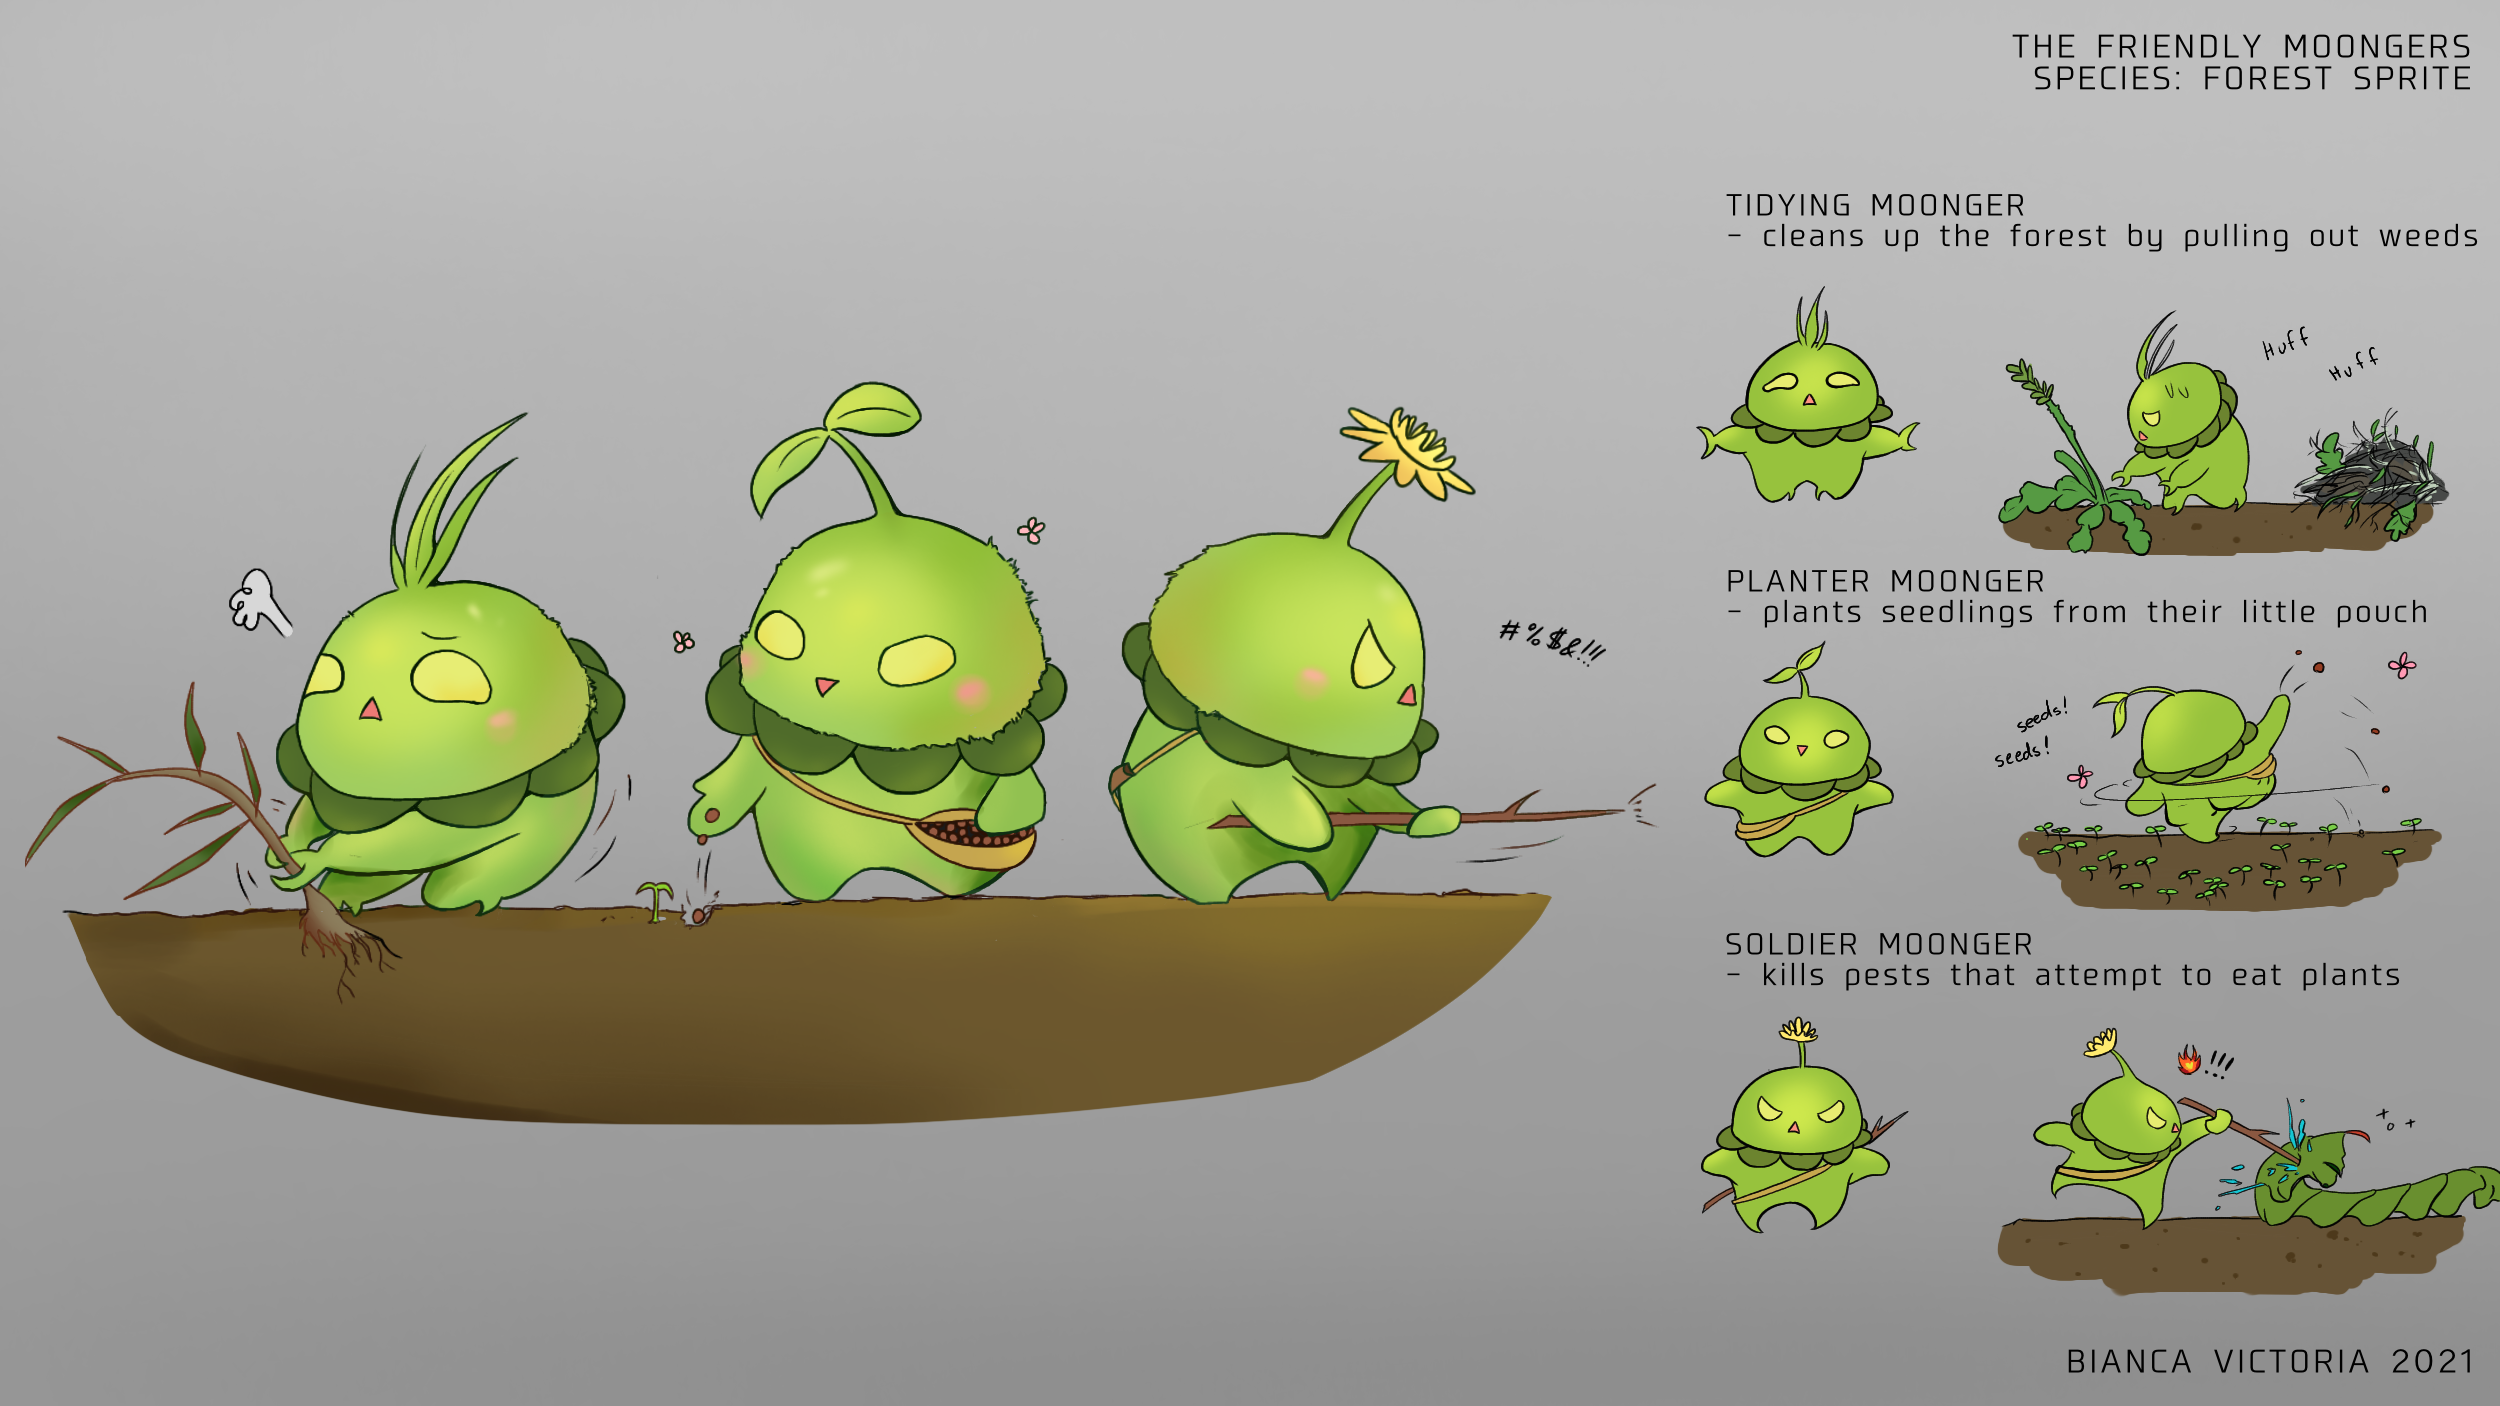 THE FRIENDLY MOONGERS
SPECIES: FOREST SPRITE
TIDYING MOONGER
- cleans up the forest by pulling out weeds
Huff
Huff
PLANTER MOONGER
- plants seedlings from their little pouch
seeds!
seeds!
#%$&!!!
SOLDIER MOONGER
- kills pests that attempt to eat plants
!!!
BIANCA VICTORIA 2021